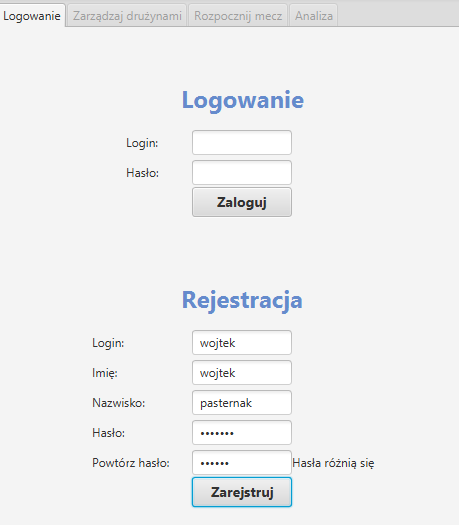 Logowanie Zarządzaj drużynami Rozpocznij mecz Analiza
Logowanie
Login:
Hasło:
Zaloguj
Rejestracja
Login: wojtek
Imię: wojtek
Nazwisko: pasternak
Hasło: •••••••
Powtórz hasło: •••••• Hasła różnią się
Zarejstruj